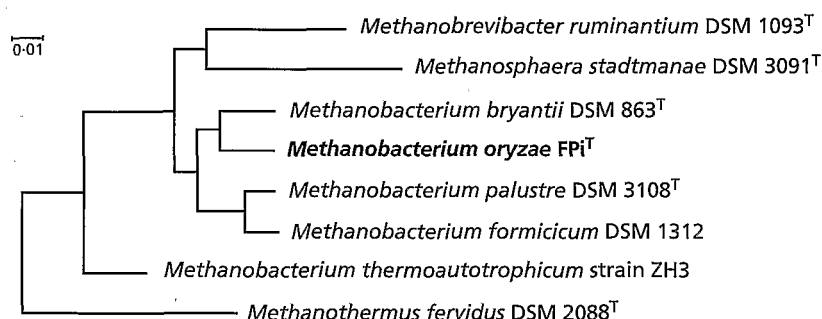 Methanobrevibacter ruminantium DSM 1093ᵀ
0·01
Methanosphaera stadtmanae DSM 3091ᵀ
Methanobacterium bryantii DSM 863ᵀ
Methanobacterium oryzae FPiᵀ
Methanobacterium palustre DSM 3108ᵀ
Methanobacterium formicicum DSM 1312
Methanobacterium thermoautotrophicum strain ZH3
Methanothermus fervidus DSM 2088ᵀ